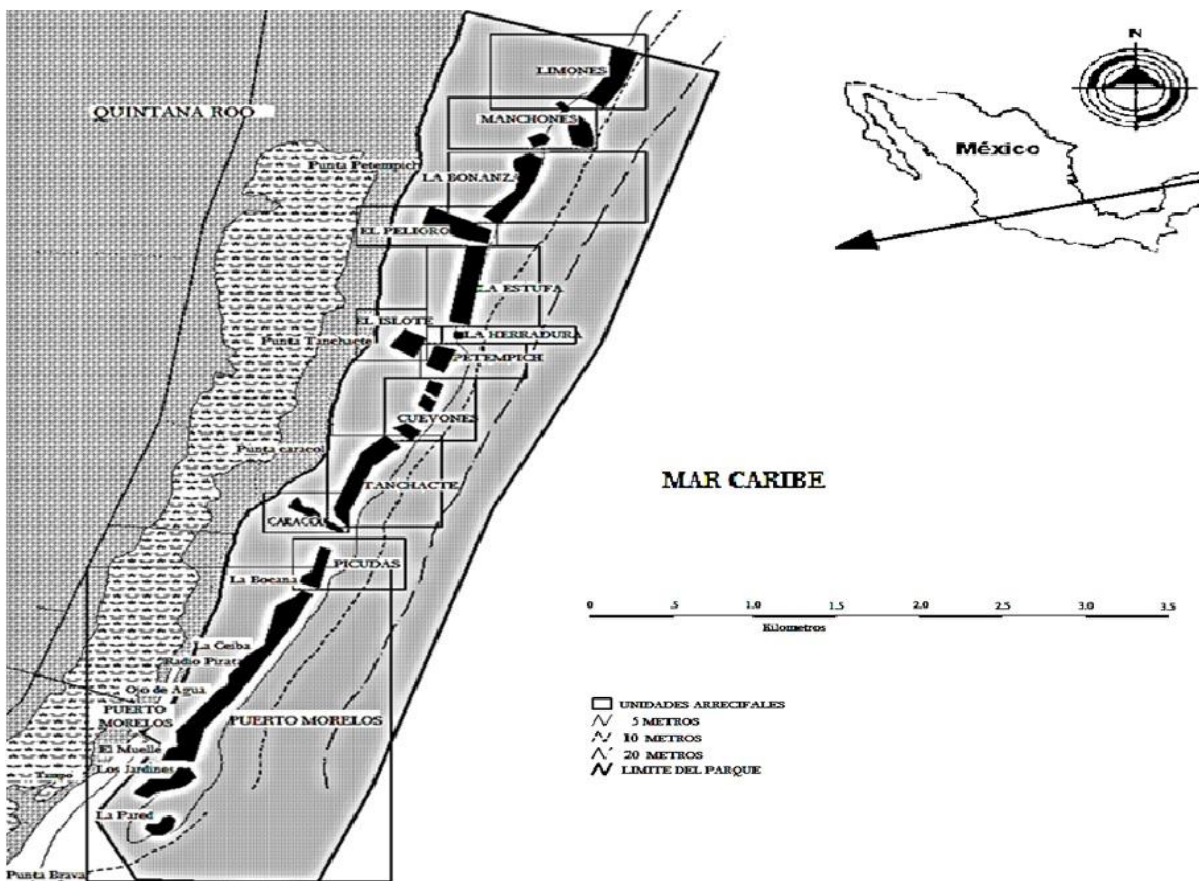 N
LIMONES
QUINTANA ROO
MANCHONES
México
Punta Petempich
LA BONANZA
EL PELIGRO
LA ESTUFA
EL ISLOTE
LA HERRADURA
Punta Tanchacte
PETEMPICH
CUEVONES
Punta caracol
TANCHACTE
MAR CARIBE
CARACOL
PICUDAS
La Bocana
0 .5 1.0 1.5 2.0 2.5 3.0 3.5
Kilometros
La Ceiba
Radio Pirata
Ojo de Agua
PUERTO
MORELOS
PUERTO MORELOS
El Muelle
Los Jardines
La Pared
Punta Brava
UNIDADES ARRECIFALES
5 METROS
10 METROS
20 METROS
LIMITE DEL PARQUE